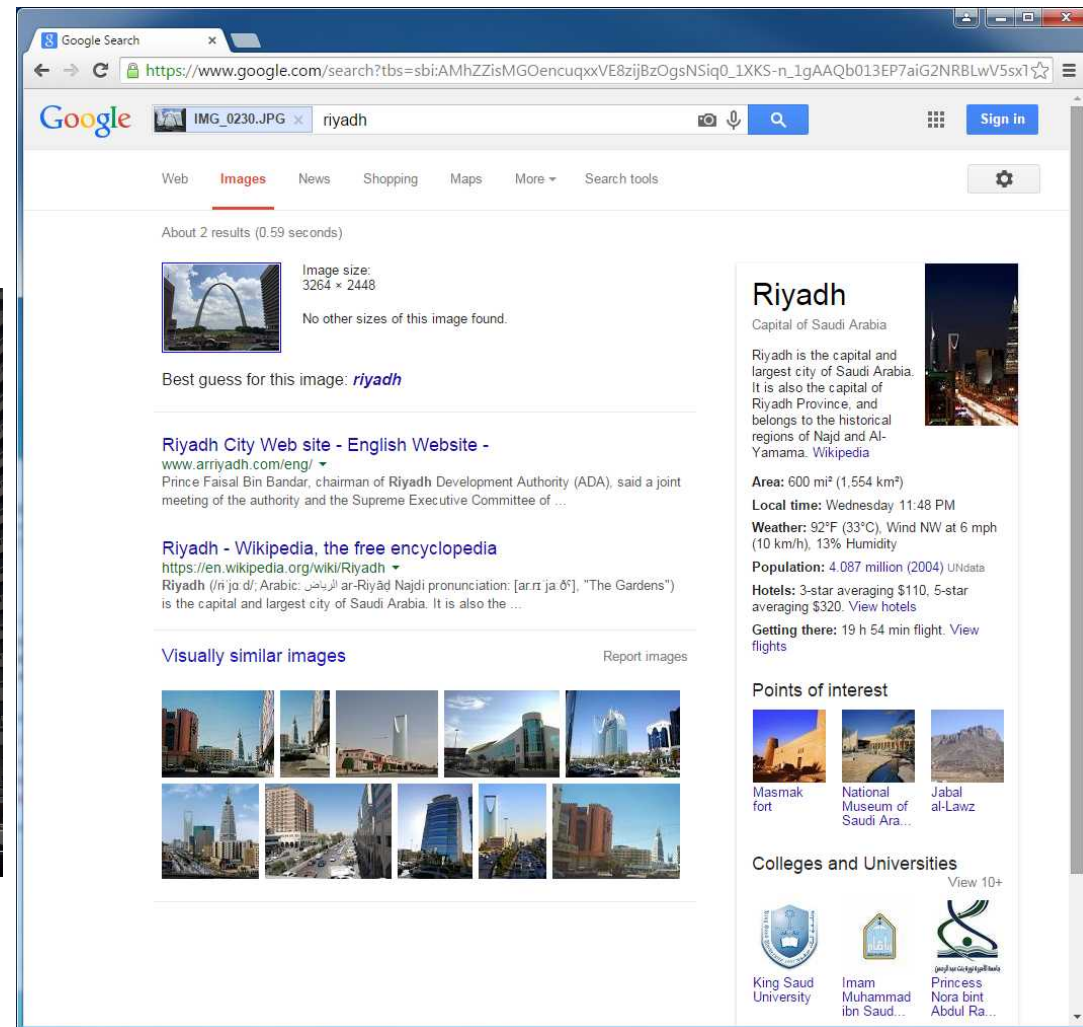 Google Search
https://www.google.com/search?tbs=sbi:AMhZZisMGOencuqxxVE8zijBzOgsNSiq0_1XKS-n_1gAAQb013EP7aiG2NRBLwV5sx1
Google IMG_0230.JPG riyadh Sign in
Web Images News Shopping Maps More Search tools
About 2 results (0.59 seconds)
Image size:
3264 × 2448
No other sizes of this image found.
Best guess for this image: riyadh
Riyadh City Web site - English Website -
www.arriyadh.com/eng/
Prince Faisal Bin Bandar, chairman of Riyadh Development Authority (ADA), said a joint
meeting of the authority and the Supreme Executive Committee of ...
Riyadh - Wikipedia, the free encyclopedia
https://en.wikipedia.org/wiki/Riyadh
Riyadh Arabic: الرياض ar-Riyāḍ Najdi pronunciation: "The Gardens")
is the capital and largest city of Saudi Arabia. It is also the ...
Visually similar images Report images
Riyadh
Capital of Saudi Arabia
Riyadh is the capital and
largest city of Saudi Arabia.
It is also the capital of
Riyadh Province, and
belongs to the historical
regions of Najd and Al-
Yamama. Wikipedia
Area: 600 mi² (1,554 km²)
Local time: Wednesday 11:48 PM
Weather: 92°F (33°C), Wind NW at 6 mph
(10 km/h), 13% Humidity
Population: 4.087 million (2004) UNdata
Hotels: 3-star averaging $110, 5-star
averaging $320. View hotels
Getting there: 19 h 54 min flight. View
flights
Points of interest
Masmak
fort
National
Museum of
Saudi Ara...
Jabal
al-Lawz
Colleges and Universities
View 10+
King Saud
University
Imam
Muhammad
ibn Saud...
Princess
Nora bint
Abdul Ra...